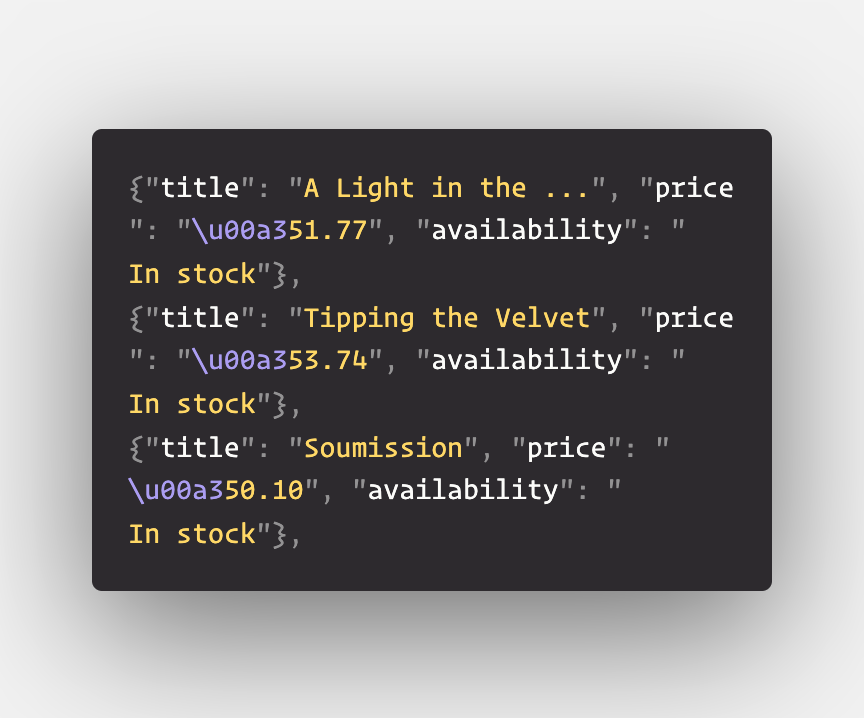 {"title": "A Light in the ...", "price
": "\u00a351.77", "availability": "
In stock"},
{"title": "Tipping the Velvet", "price
": "\u00a353.74", "availability": "
In stock"},
{"title": "Soumission", "price": "
\u00a350.10", "availability": "
In stock"},